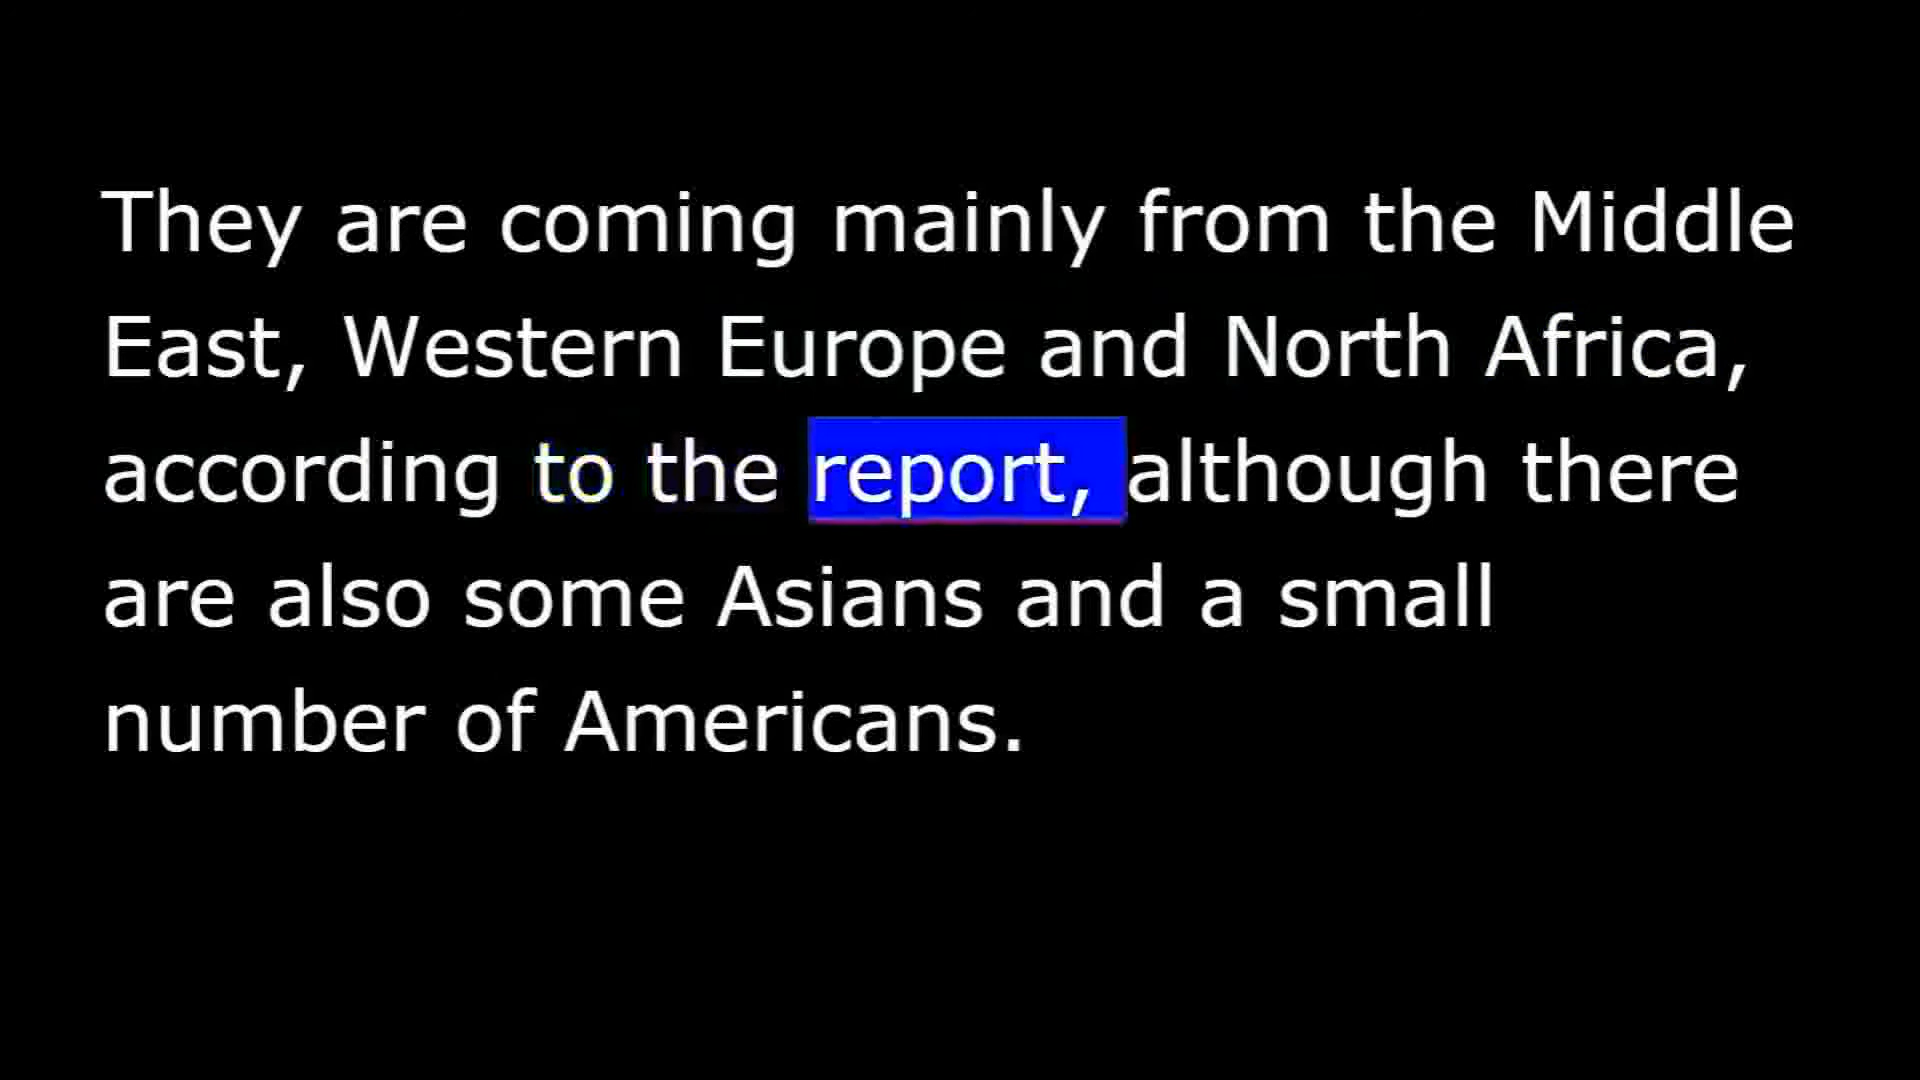 They are coming mainly from the Middle
East, Western Europe and North Africa,
according to the report, although there
are also some Asians and a small
number of Americans.